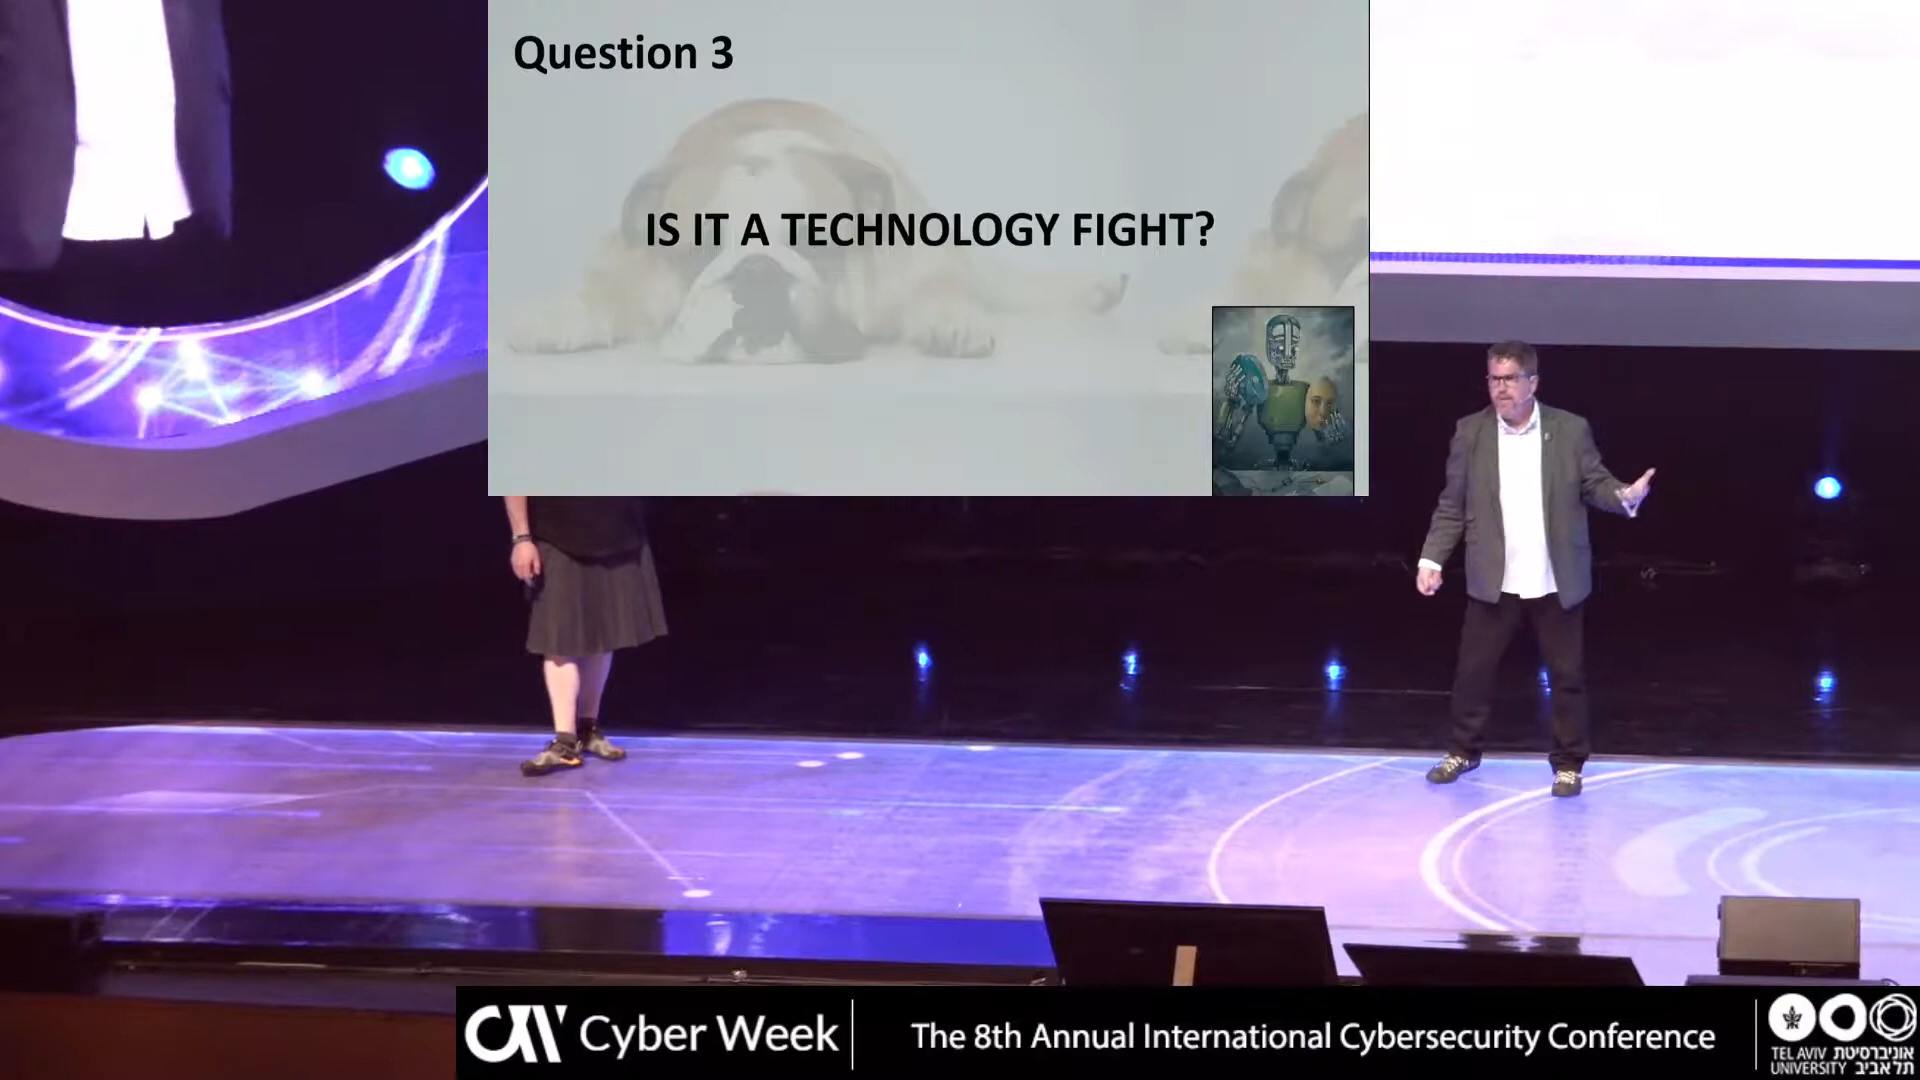 Question 3
IS IT A TECHNOLOGY FIGHT?
CW Cyber Week
The 8th Annual International Cybersecurity Conference
TEL AVIV אוניברסיטת
UNIVERSITY תל אביב